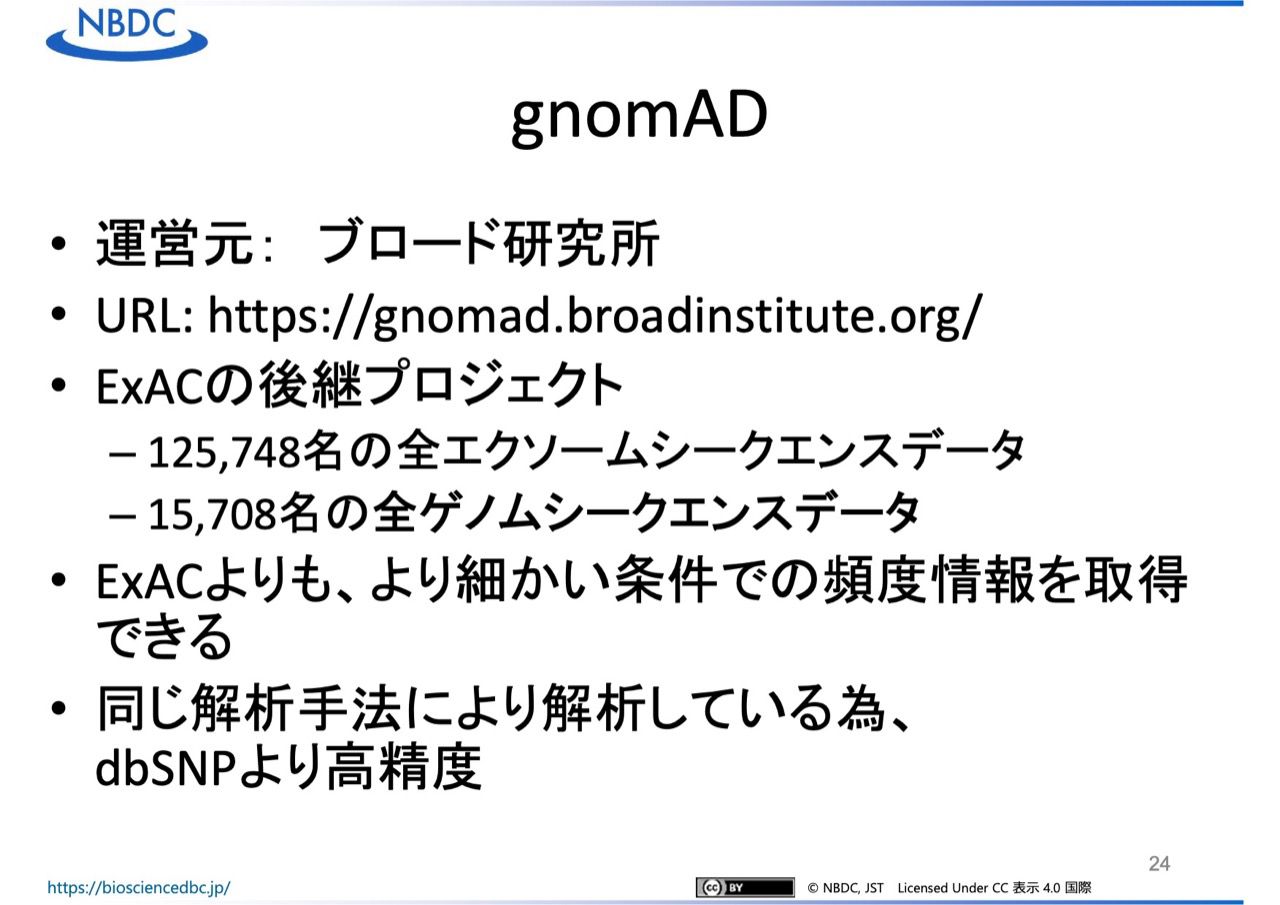 NBDC
gnomAD
• 運営元： ブロード研究所
• URL: https://gnomad.broadinstitute.org/
• ExACの後継プロジェクト
– 125,748名の全エクソームシークエンスデータ
– 15,708名の全ゲノムシークエンスデータ
• ExACよりも、より細かい条件での頻度情報を取得
できる
• 同じ解析手法により解析している為、
dbSNPより高精度
24
https://biosciencedbc.jp/
cc BY © NBDC, JST Licensed Under CC 表示 4.0 国際